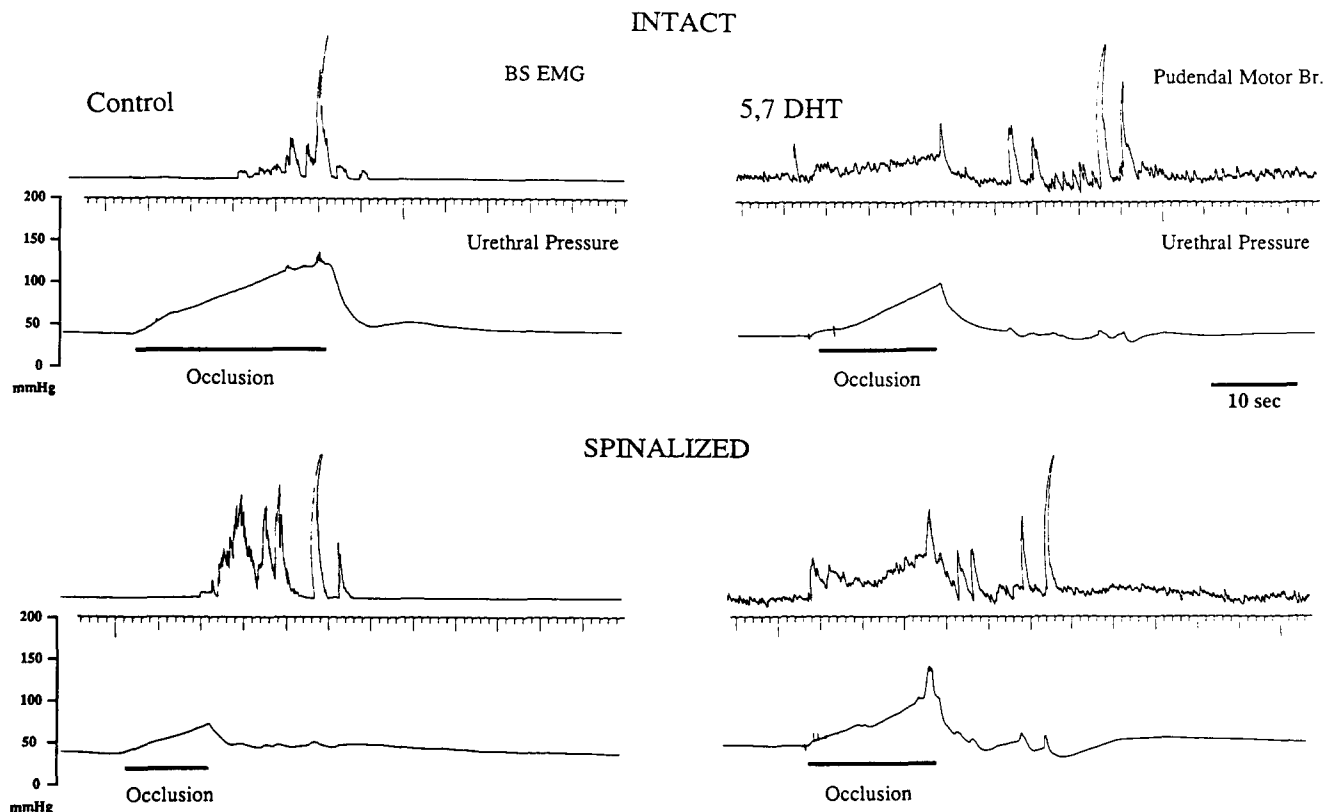 INTACT
BS EMG
Control
Pudendal Motor Br.
5,7 DHT
200
150
100
50
0
mmHg
Urethral Pressure
Occlusion
Urethral Pressure
Occlusion
10 sec
SPINALIZED
200
150
100
50
0
mmHg
Occlusion
Occlusion